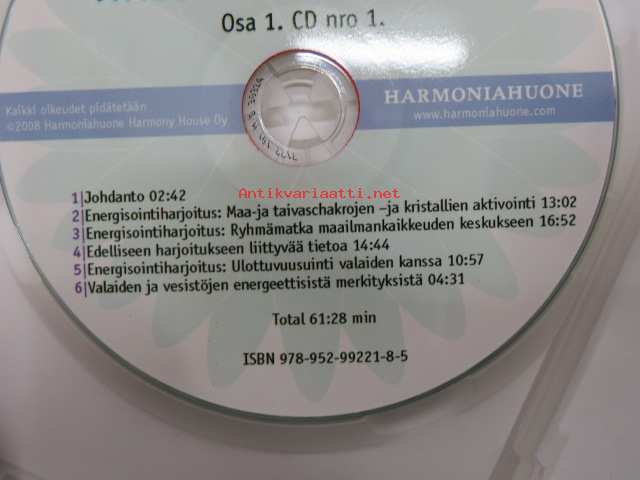 Osa 1. CD nro 1.
Kaikki oikeudet pidätetään
©2008 Harmoniahuone Harmony House Oy
HARMONIAHUONE
www.harmoniahuone.com
Antikvariaatti.net
1|Johdanto 02:42
2|Energisointiharjoitus: Maa-ja taivaschakrojen –ja kristallien aktivointi 13:02
3|Energisointiharjoitus: Ryhmämatka maailmankaikkeuden keskukseen 16:52
4|Edelliseen harjoitukseen liittyvää tietoa 14:44
5|Energisointiharjoitus: Ulottuvuusuinti valaiden kanssa 10:57
6|Valaiden ja vesistöjen energeettisistä merkityksistä 04:31
Total 61:28 min
ISBN 978-952-99221-8-5